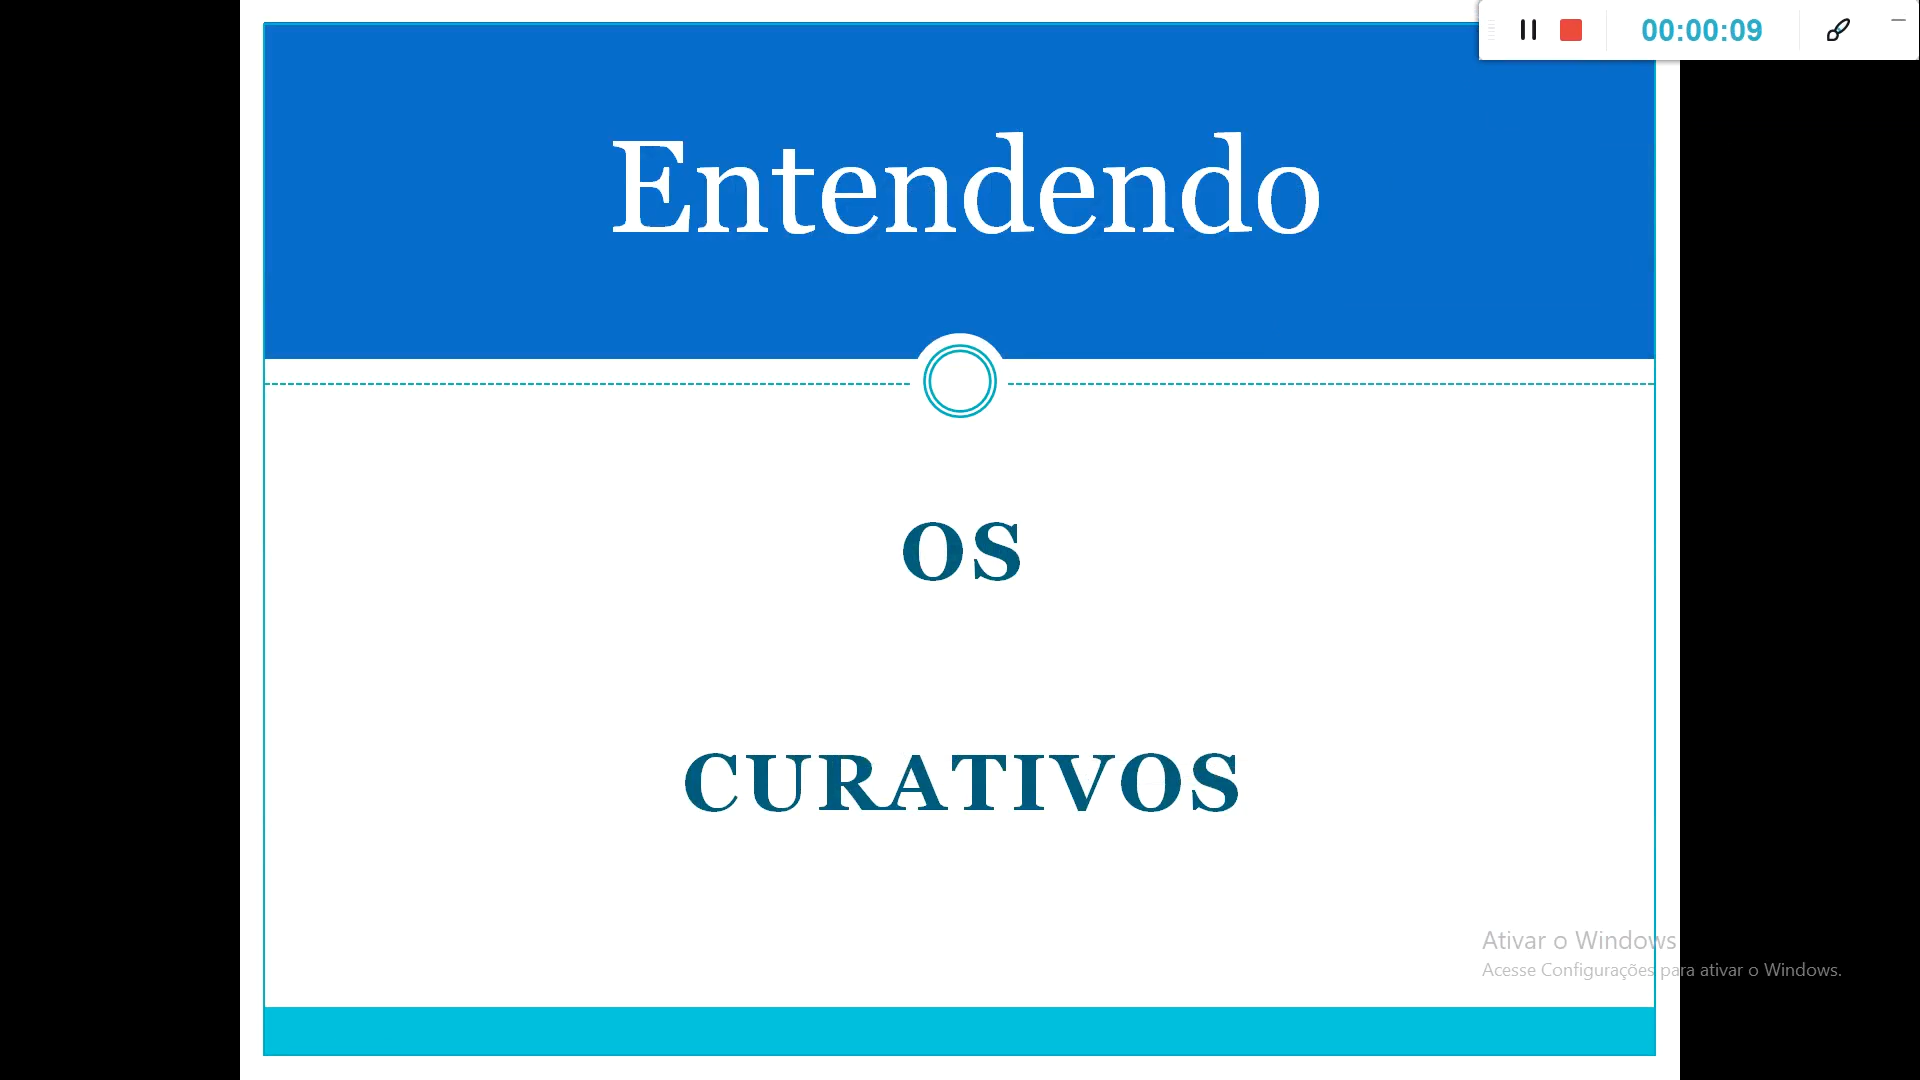 00:00:09
Entendendo
OS
CURATIVOS
Ativar o Windows
Acesse Configurações para ativar o Windows.